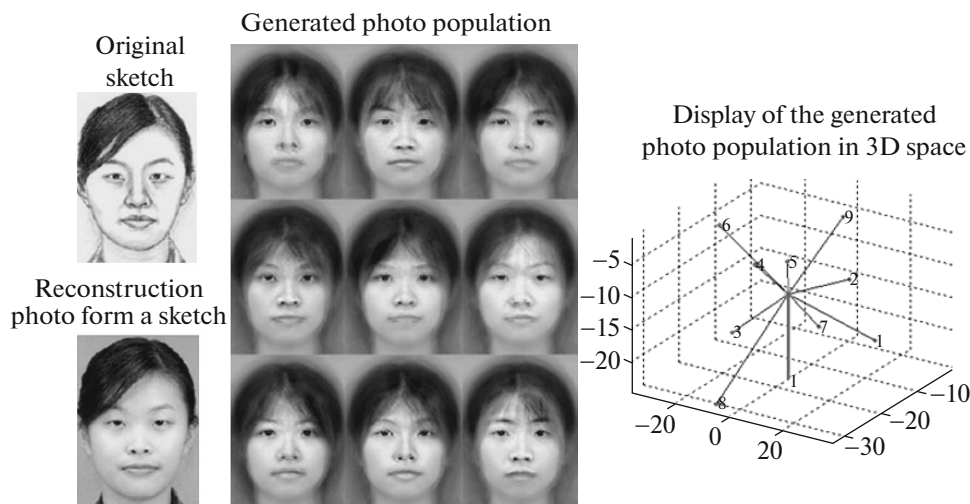 Generated photo population
Original
sketch
Reconstruction
photo form a sketch
Display of the generated
photo population in 3D space
6
9
4
5
2
3
7
1
1
8
−5
−10
−15
−20
−20
0
20
−30
−20
−10